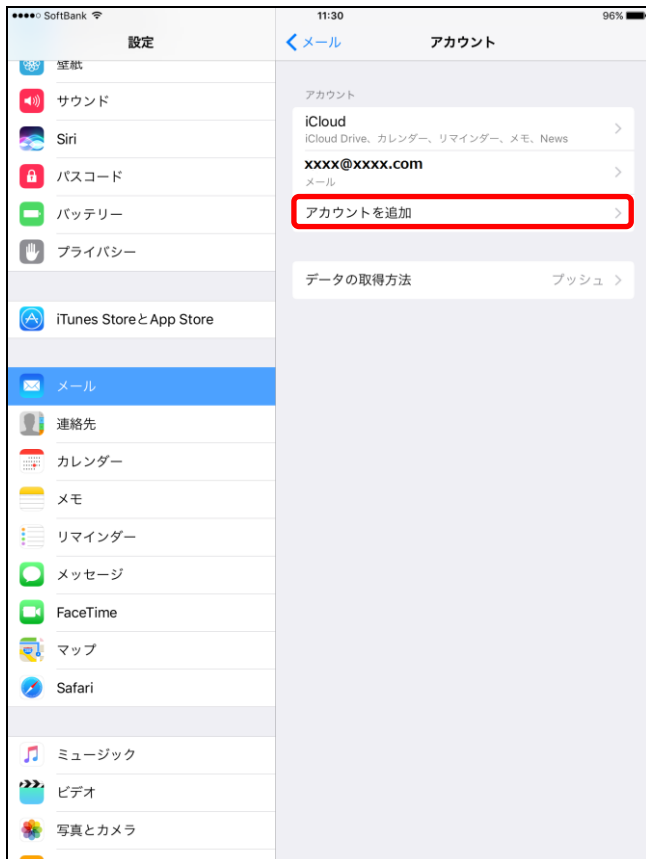 SoftBank
11:30
96%
設定
メール
アカウント
壁紙
サウンド
Siri
パスコード
バッテリー
プライバシー
iTunes StoreとApp Store
メール
連絡先
カレンダー
メモ
リマインダー
メッセージ
FaceTime
マップ
Safari
ミュージック
ビデオ
写真とカメラ
アカウント
iCloud
iCloud Drive、カレンダー、リマインダー、メモ、News
xxxx@xxxx.com
メール
アカウントを追加
データの取得方法
プッシュ